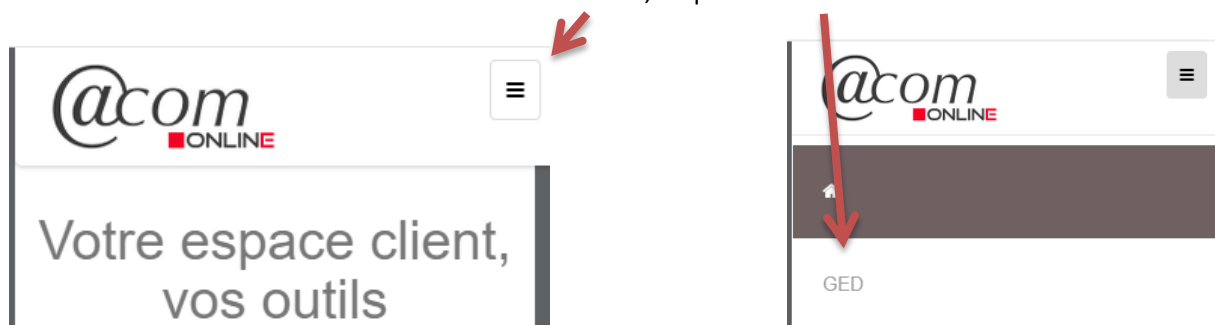 @com
ONLINE
Votre espace client,
vos outils
@com
ONLINE
GED